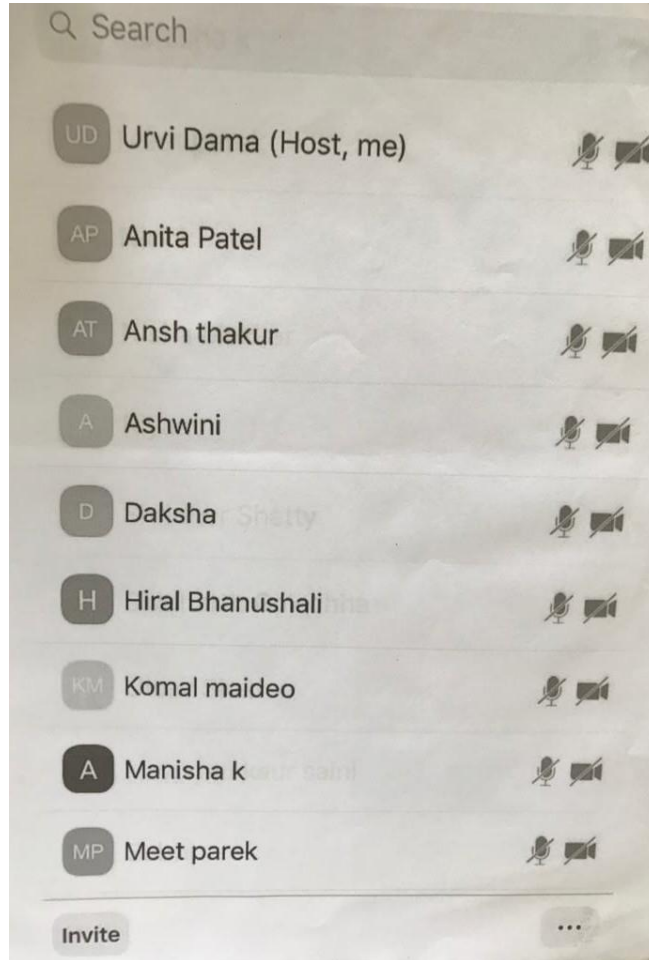 Search
UD Urvi Dama (Host, me)
AP Anita Patel
AT Ansh thakur
A Ashwini
D Daksha
H Hiral Bhanushali
KM Komal maideo
A Manisha k
MP Meet parek
Invite